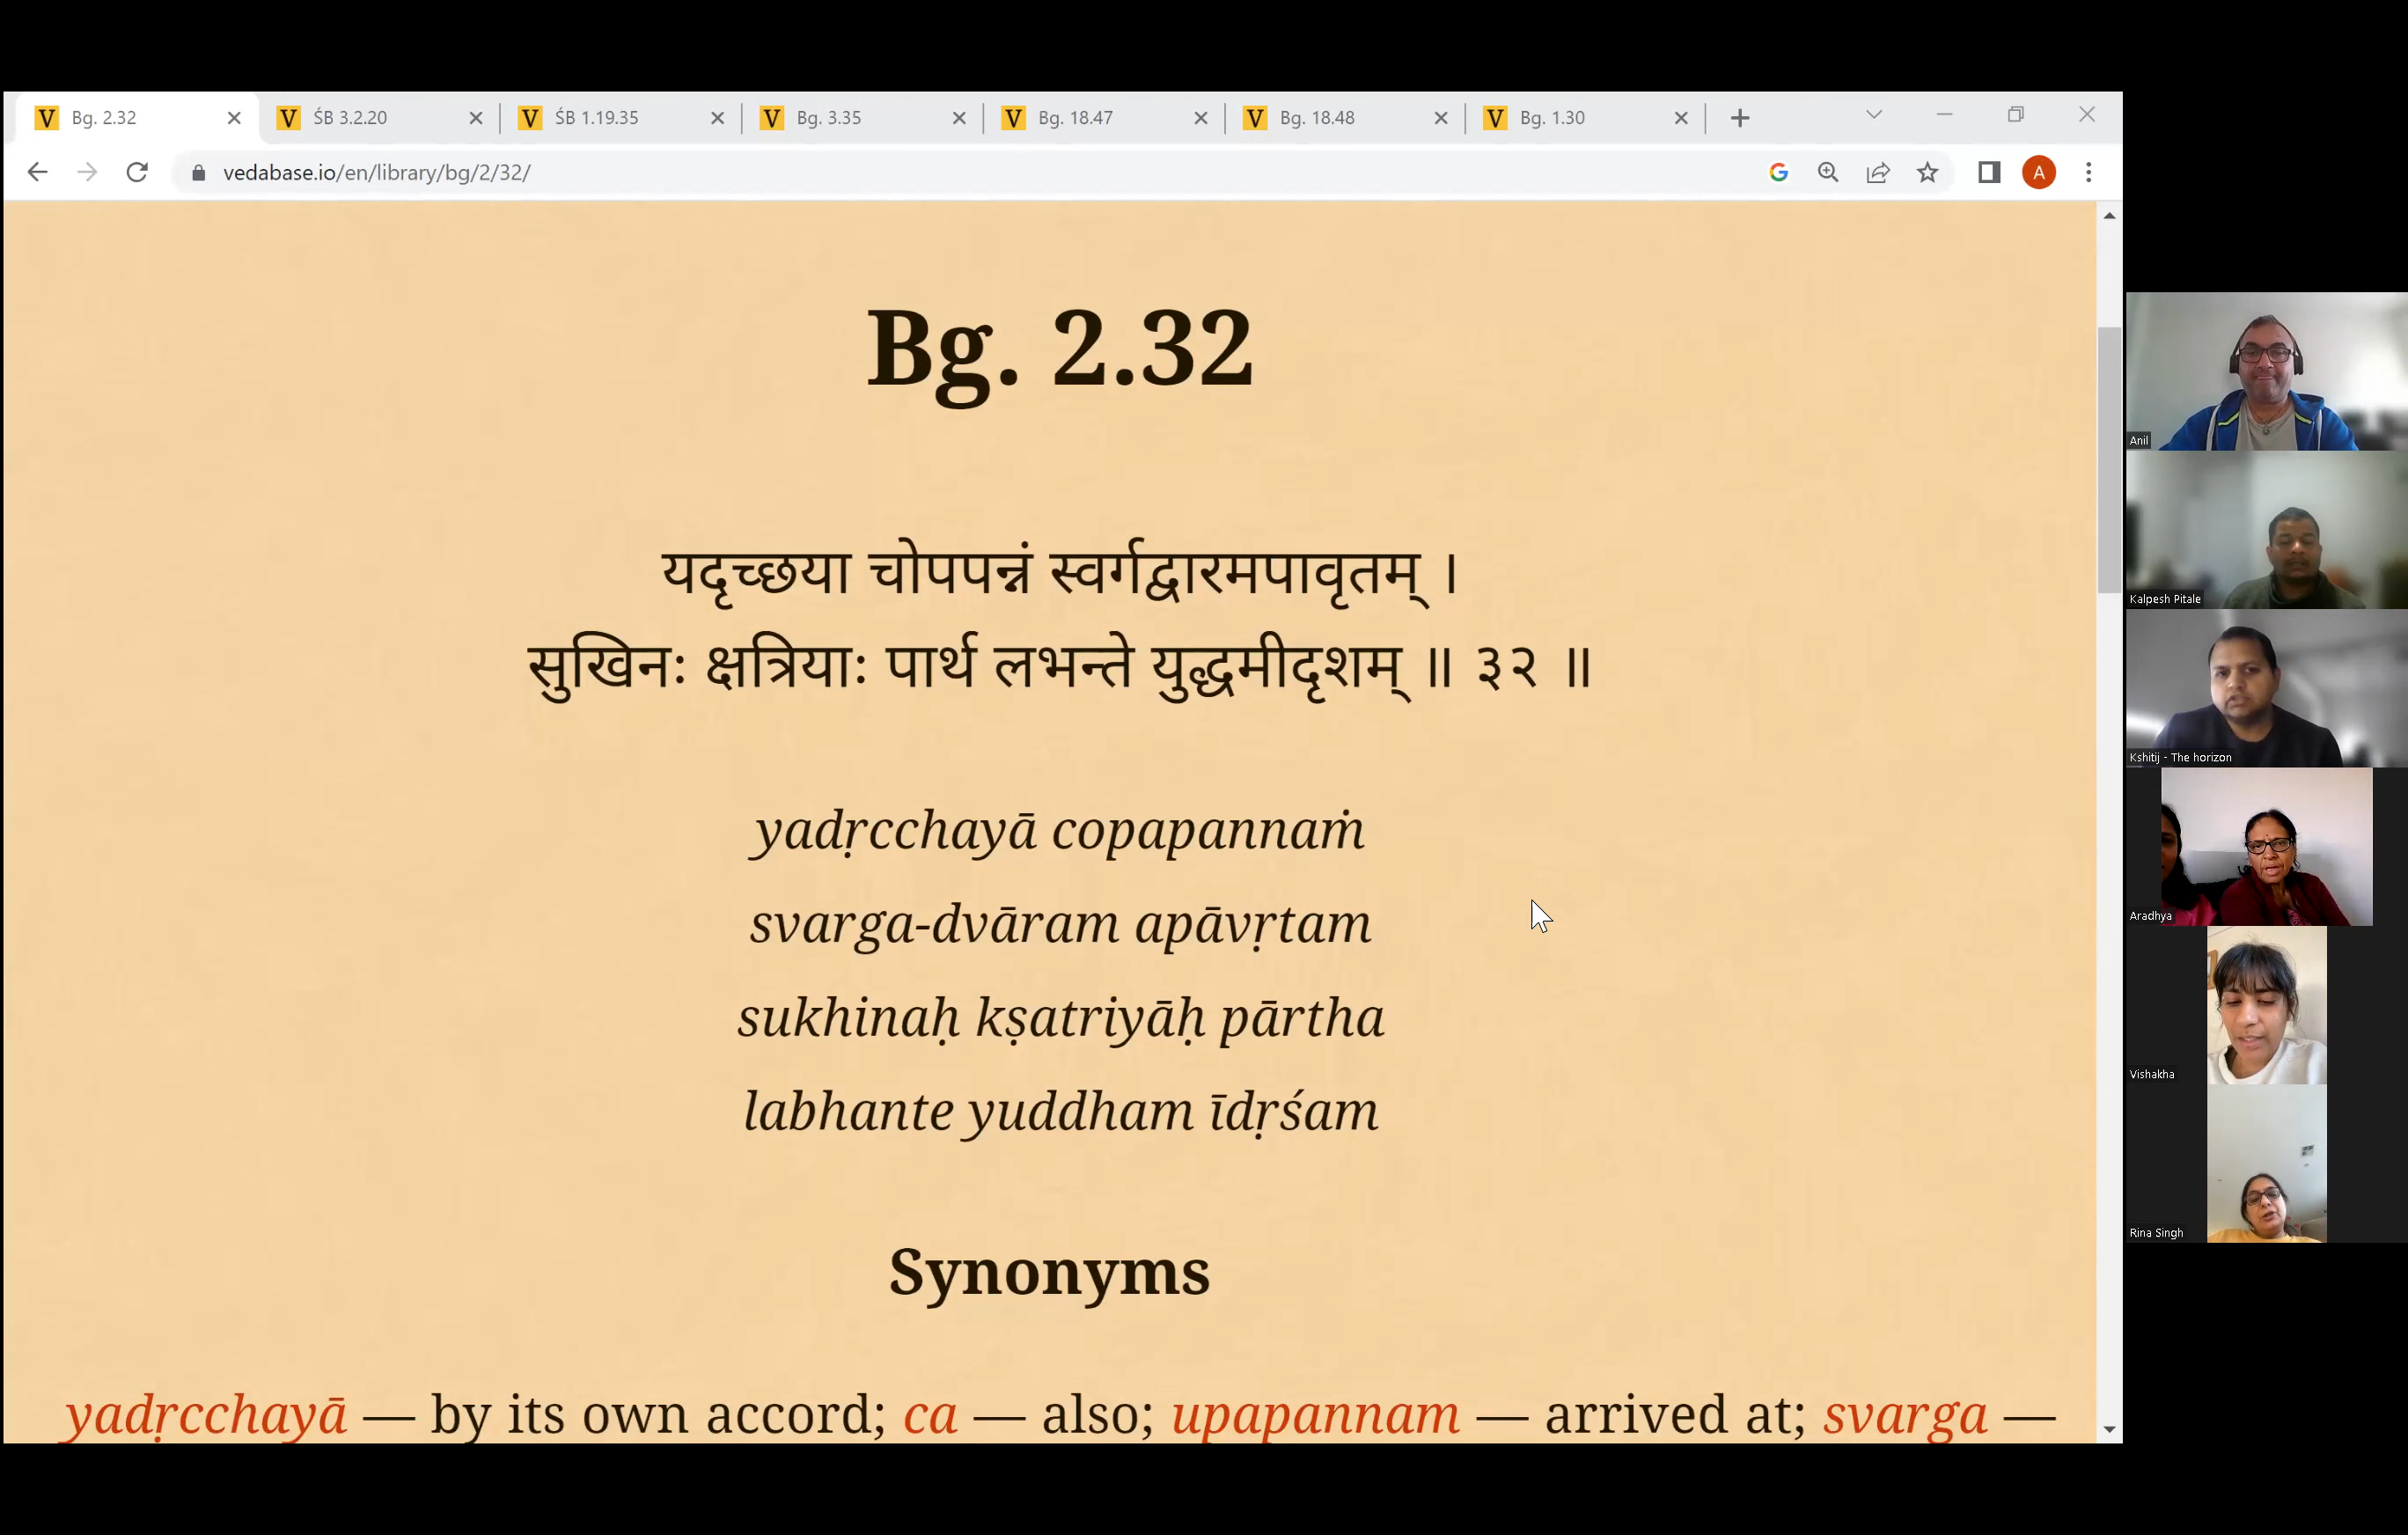 Bg. 2.32
ŚB 3.2.20
ŚB 1.19.35
Bg. 3.35
Bg. 18.47
Bg. 18.48
Bg. 1.30
vedabase.io/en/library/bg/2/32/
A
Bg. 2.32
यदृच्छया चोपपन्नं स्वर्गद्वारमपावृतम् ।
सुखिनः क्षत्रियाः पार्थ लभन्ते युद्धमीदृशम् ॥ ३२ ॥
yadṛcchayā copapannaṁ
svarga-dvāram apāvṛtam
sukhinaḥ kṣatriyāḥ pārtha
labhante yuddham īdṛśam
Synonyms
yadṛcchayā — by its own accord; ca — also; upapannam — arrived at; svarga —
Anil
Kalpesh Pitale
Kshitij - The horizon
Aradhya
Vishakha
Rina Singh